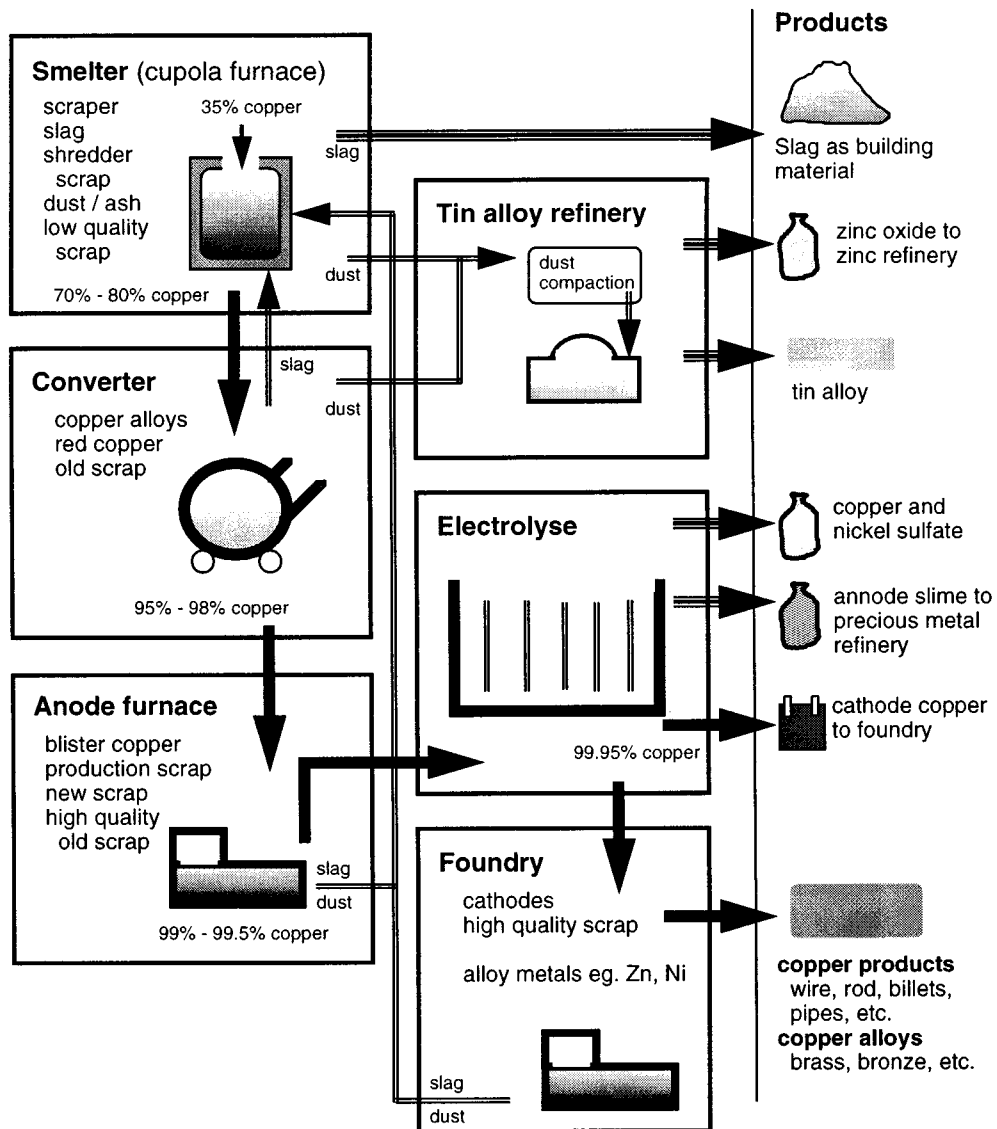 Products
Smelter (cupola furnace)
scraper
slag
shredder
scrap
dust / ash
low quality
scrap
35% copper
70% - 80% copper
slag
dust
slag
Slag as building
material
Tin alloy refinery
dust
compaction
zinc oxide to
zinc refinery
tin alloy
Converter
copper alloys
red copper
old scrap
dust
95% - 98% copper
Electrolyse
99.95% copper
copper and
nickel sulfate
annode slime to
precious metal
refinery
cathode copper
to foundry
Anode furnace
blister copper
production scrap
new scrap
high quality
old scrap
slag
dust
99% - 99.5% copper
Foundry
cathodes
high quality scrap
alloy metals eg. Zn, Ni
slag
dust
copper products
wire, rod, billets,
pipes, etc.
copper alloys
brass, bronze, etc.